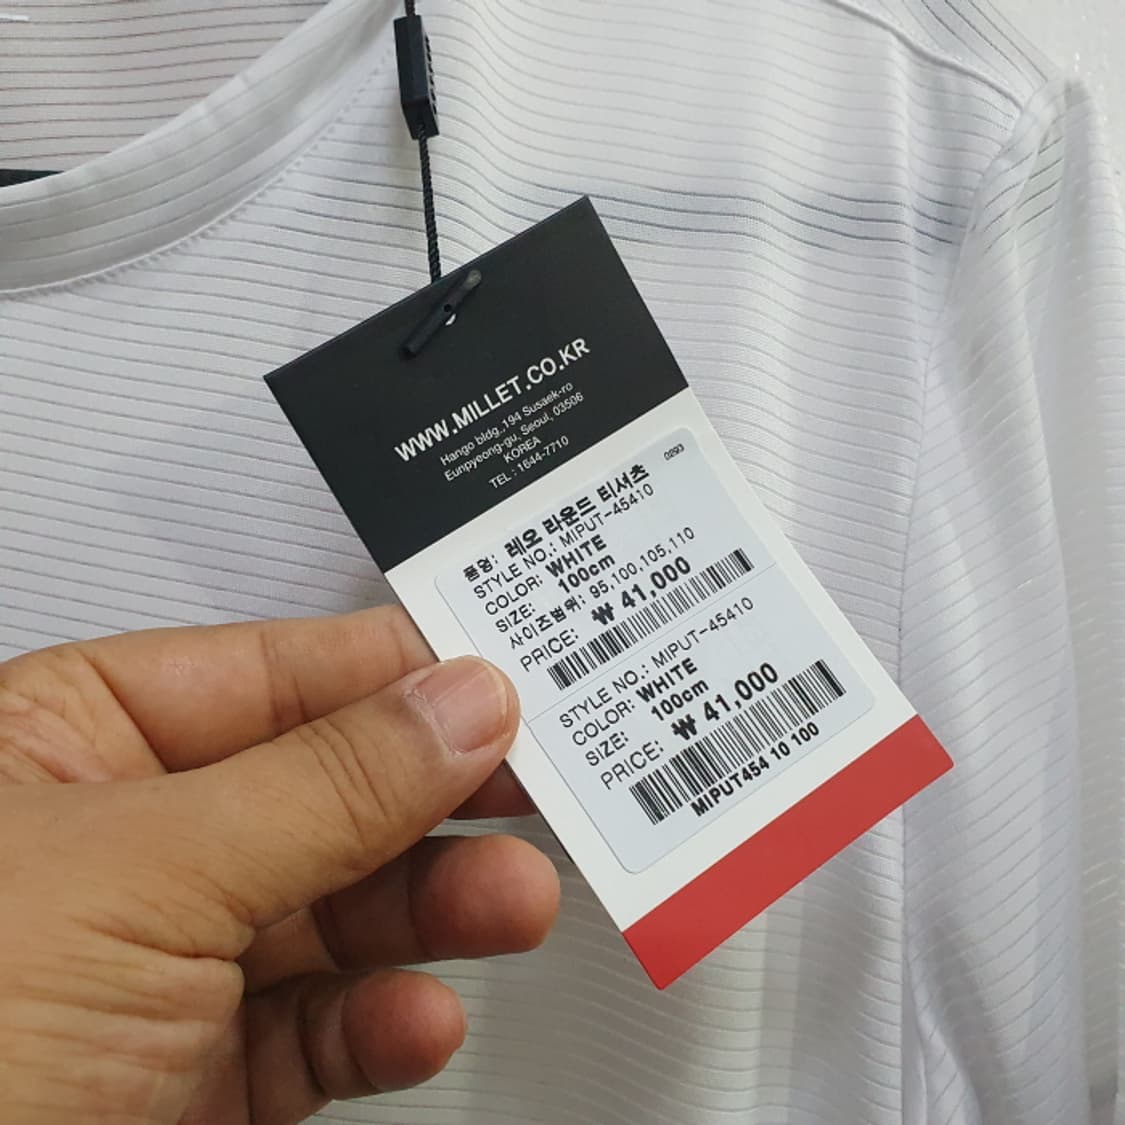 WWW.MILLET.CO.KR
Hango bldg.,194 Susaek-ro
Eunpyeong-gu, Seoul, 03506
KOREA
TEL : 1644-7710
0293
품명: 레오 라운드 티셔츠
STYLE NO.: MIPUT-45410
COLOR: WHITE
SIZE: 100cm
사이즈범위: 95,100,105,110
PRICE: ₩ 41,000
STYLE NO.: MIPUT-45410
COLOR: WHITE
SIZE: 100cm
PRICE: ₩ 41,000
MIPUT454 10 100